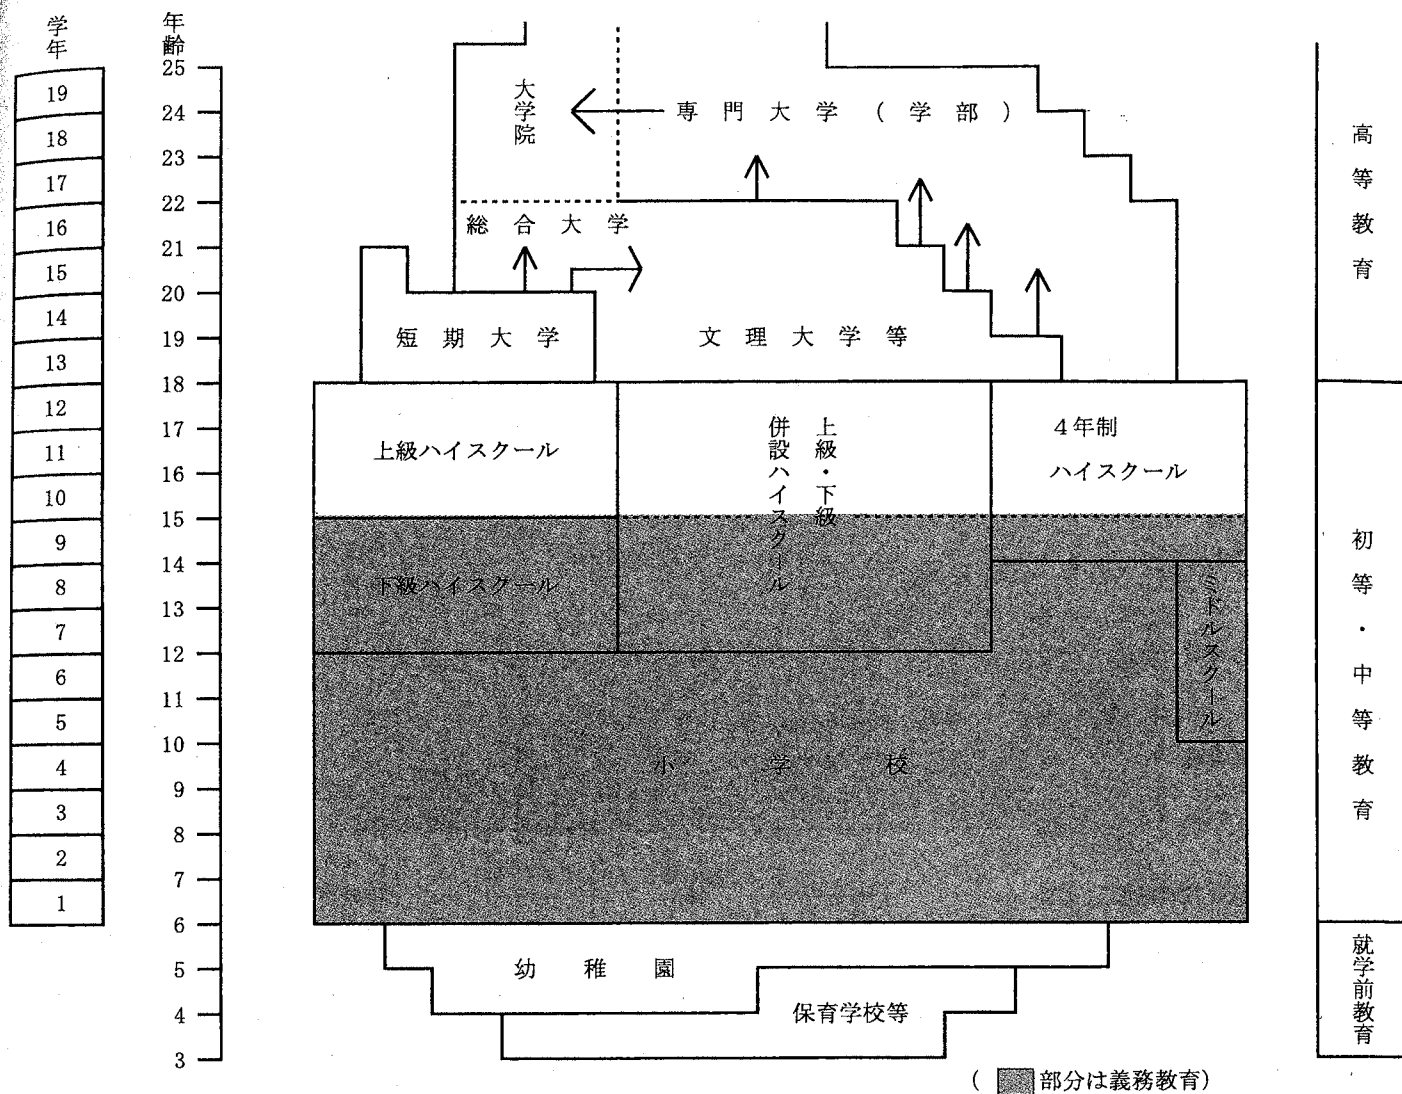 学年
19
18
17
16
15
14
13
12
11
10
9
8
7
6
5
4
3
2
1
年齢
25
24
23
22
21
20
19
18
17
16
15
14
13
12
11
10
9
8
7
6
5
4
3
大学院
専門大学(学部)
総合大学
短期大学
文理大学等
上級ハイスクール
上級・下級
併設ハイスクール
4年制
ハイスクール
下級ハイスクール
ミドルスクール
小学校
幼稚園
保育学校等
高等教育
初等・中等教育
就学前教育
(部分は義務教育)